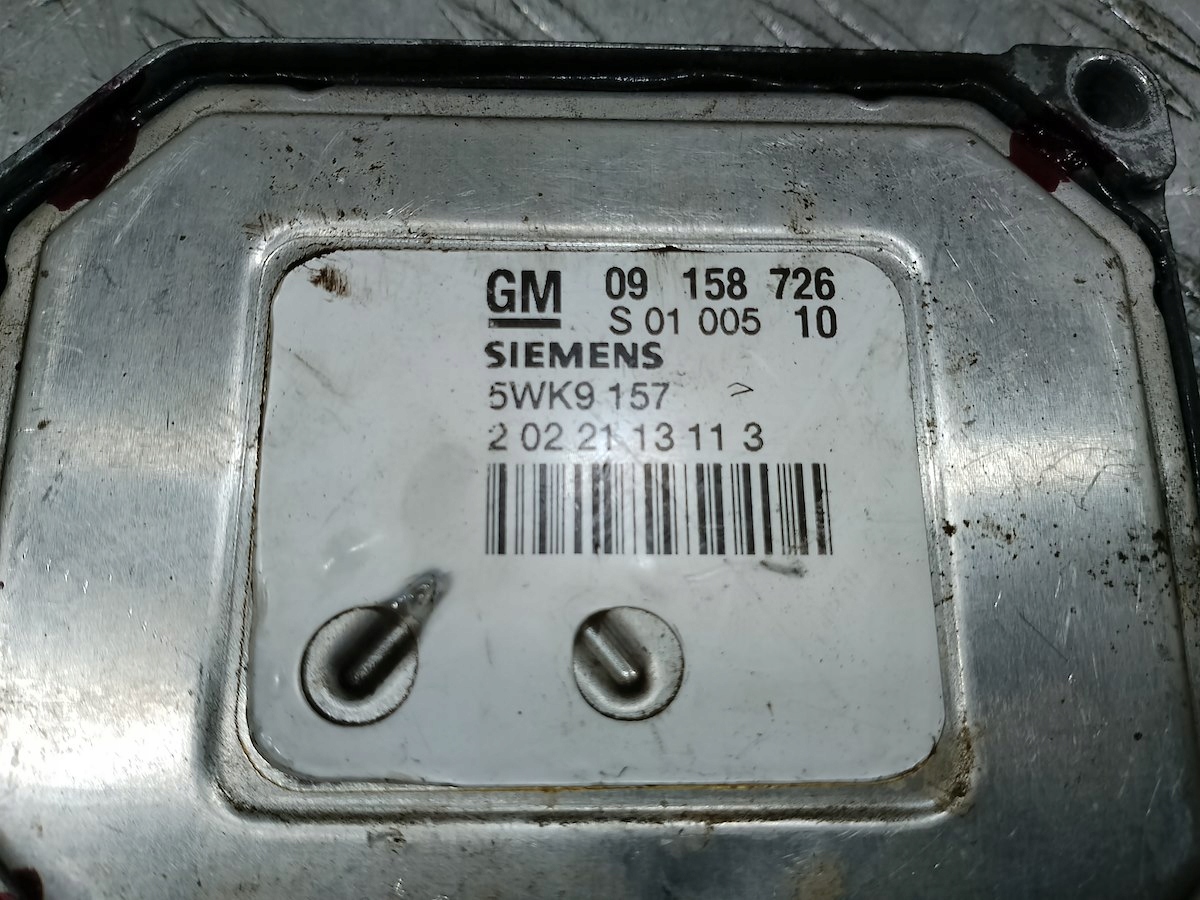 GM 09 158 726
S 01 005 10
SIEMENS
5WK9 157
2 02 21 13 11 3